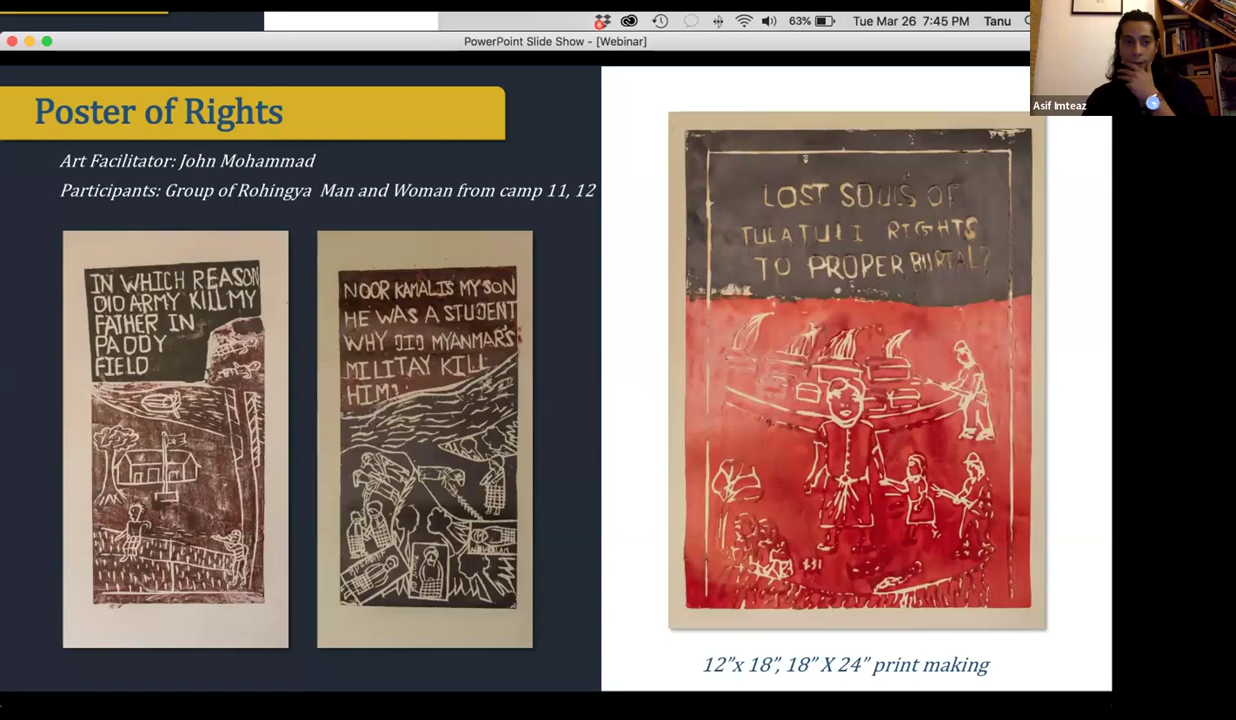 63%
Tue Mar 26 7:45 PM
Tanu
PowerPoint Slide Show - [Webinar]
Asif Imteaz
Poster of Rights
Art Facilitator: John Mohammad
Participants: Group of Rohingya Man and Woman from camp 11, 12
IN WHICH REASON
DID ARMY KILL MY
FATHER IN
PADDY
FIELD
NOOR KAMAL IS MY SON
HE WAS A STUDENT
WHY DID MYANMAR'S
MILITAY KILL
HIM?
LOST SOULS OF
TULATULI RIGHTS
TO PROPER BURIAL?
12”x 18”, 18” X 24” print making